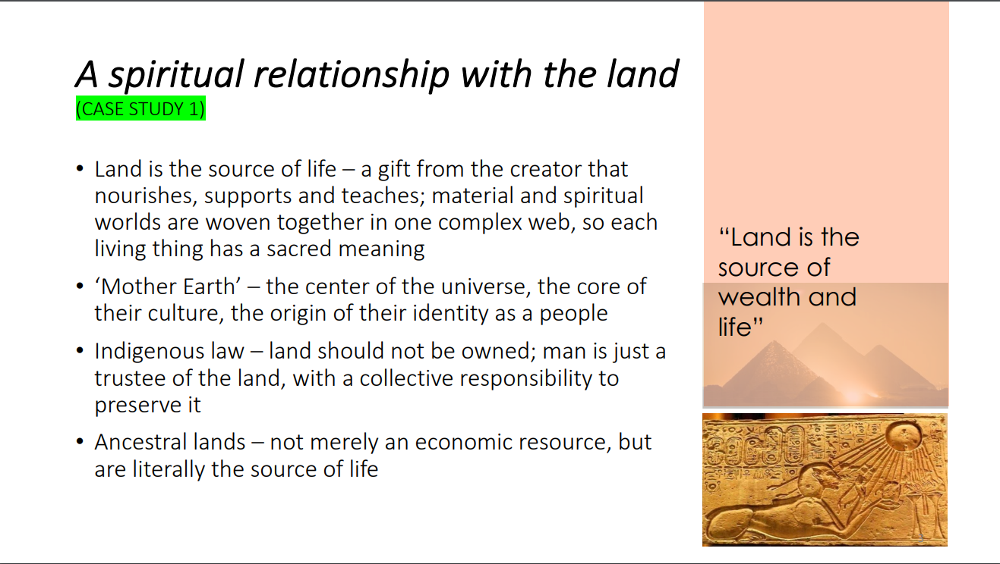 A spiritual relationship with the land
(CASE STUDY 1)
• Land is the source of life – a gift from the creator that
nourishes, supports and teaches; material and spiritual
worlds are woven together in one complex web, so each
living thing has a sacred meaning
• ‘Mother Earth’ – the center of the universe, the core of
their culture, the origin of their identity as a people
• Indigenous law – land should not be owned; man is just a
trustee of the land, with a collective responsibility to
preserve it
• Ancestral lands – not merely an economic resource, but
are literally the source of life
“Land is the
source of
wealth and
life”